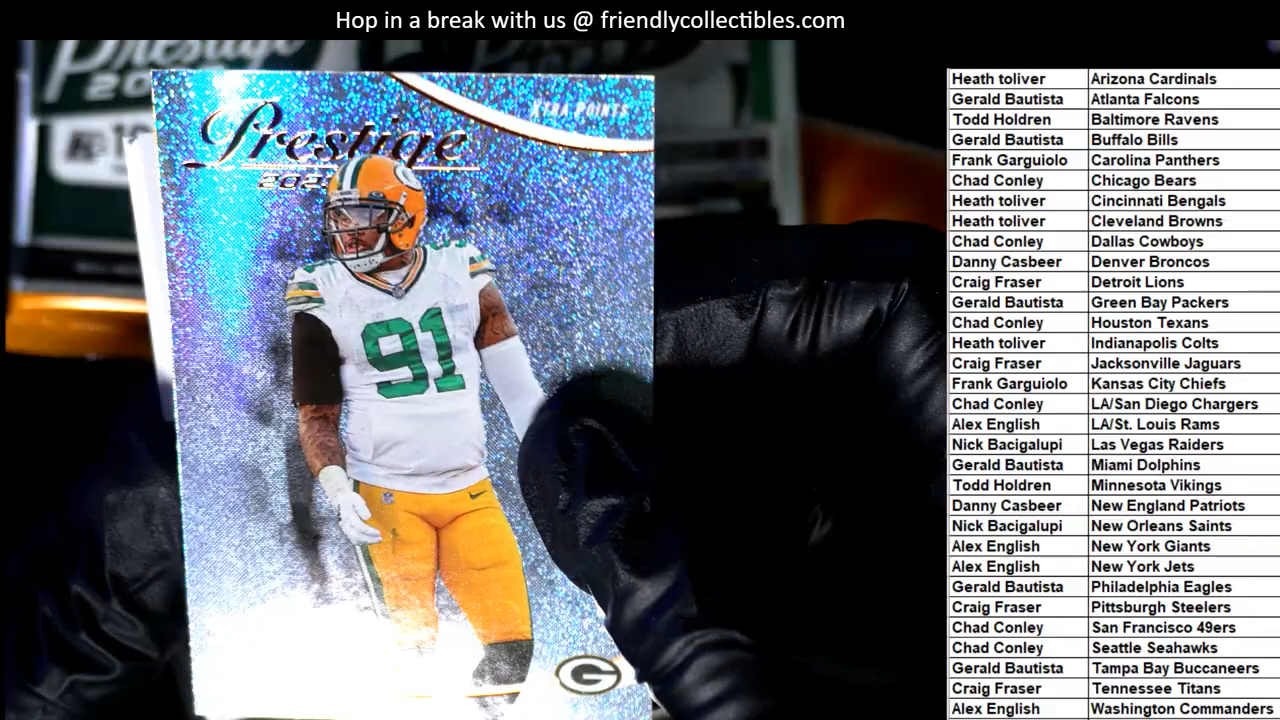 Hop in a break with us @ friendlycollectibles.com
Prestige
XTRA POINTS
Prestige
91
G
Heath toliver Arizona Cardinals
Gerald Bautista Atlanta Falcons
Todd Holdren Baltimore Ravens
Gerald Bautista Buffalo Bills
Frank Garguiolo Carolina Panthers
Chad Conley Chicago Bears
Heath toliver Cincinnati Bengals
Heath toliver Cleveland Browns
Chad Conley Dallas Cowboys
Danny Casbeer Denver Broncos
Craig Fraser Detroit Lions
Gerald Bautista Green Bay Packers
Chad Conley Houston Texans
Heath toliver Indianapolis Colts
Craig Fraser Jacksonville Jaguars
Frank Garguiolo Kansas City Chiefs
Chad Conley LA/San Diego Chargers
Alex English LA/St. Louis Rams
Nick Bacigalupi Las Vegas Raiders
Gerald Bautista Miami Dolphins
Todd Holdren Minnesota Vikings
Danny Casbeer New England Patriots
Nick Bacigalupi New Orleans Saints
Alex English New York Giants
Alex English New York Jets
Gerald Bautista Philadelphia Eagles
Craig Fraser Pittsburgh Steelers
Chad Conley San Francisco 49ers
Chad Conley Seattle Seahawks
Gerald Bautista Tampa Bay Buccaneers
Craig Fraser Tennessee Titans
Alex English Washington Commanders